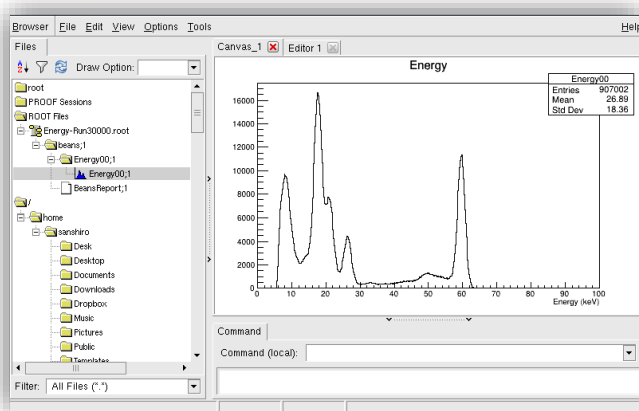 Browser File Edit View Options Tools Help
Files
Canvas_1 Editor 1
Draw Option:
root
PROOF Sessions
ROOT Files
Energy-Run30000.root
beans;1
Energy00;1
Energy00;1
BeansReport;1
/
home
sanshiro
Desk
Desktop
Documents
Downloads
Dropbox
Music
Pictures
Public
Templates
Filter: All Files (*.*)
Energy
Energy00
Entries 907002
Mean 26.89
Std Dev 18.36
16000
14000
12000
10000
8000
6000
4000
2000
0
0 10 20 30 40 50 60 70 80 90 100
Energy (keV)
Command
Command (local):